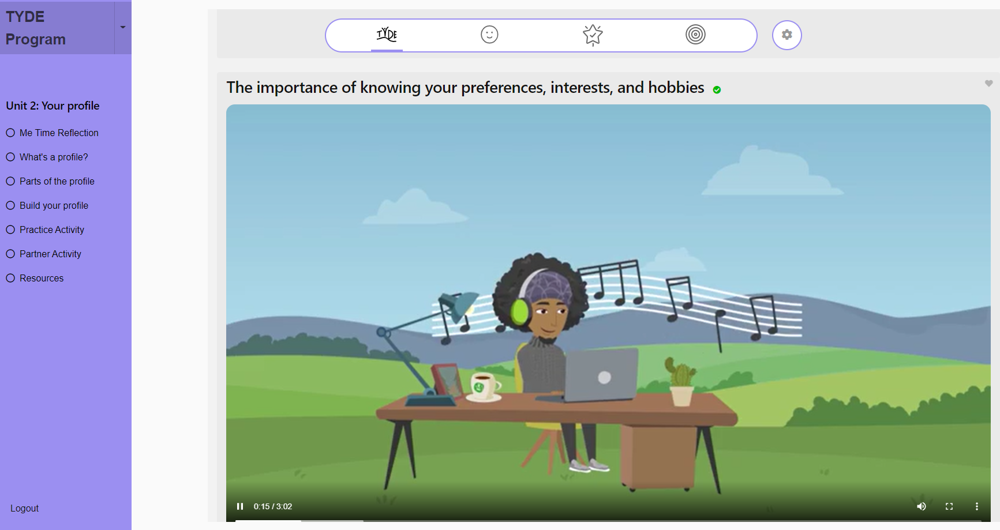 TYDE
Program
TYDE
Unit 2: Your profile
Me Time Reflection
What's a profile?
Parts of the profile
Build your profile
Practice Activity
Partner Activity
Resources
Logout
The importance of knowing your preferences, interests, and hobbies
0:15 / 3:02